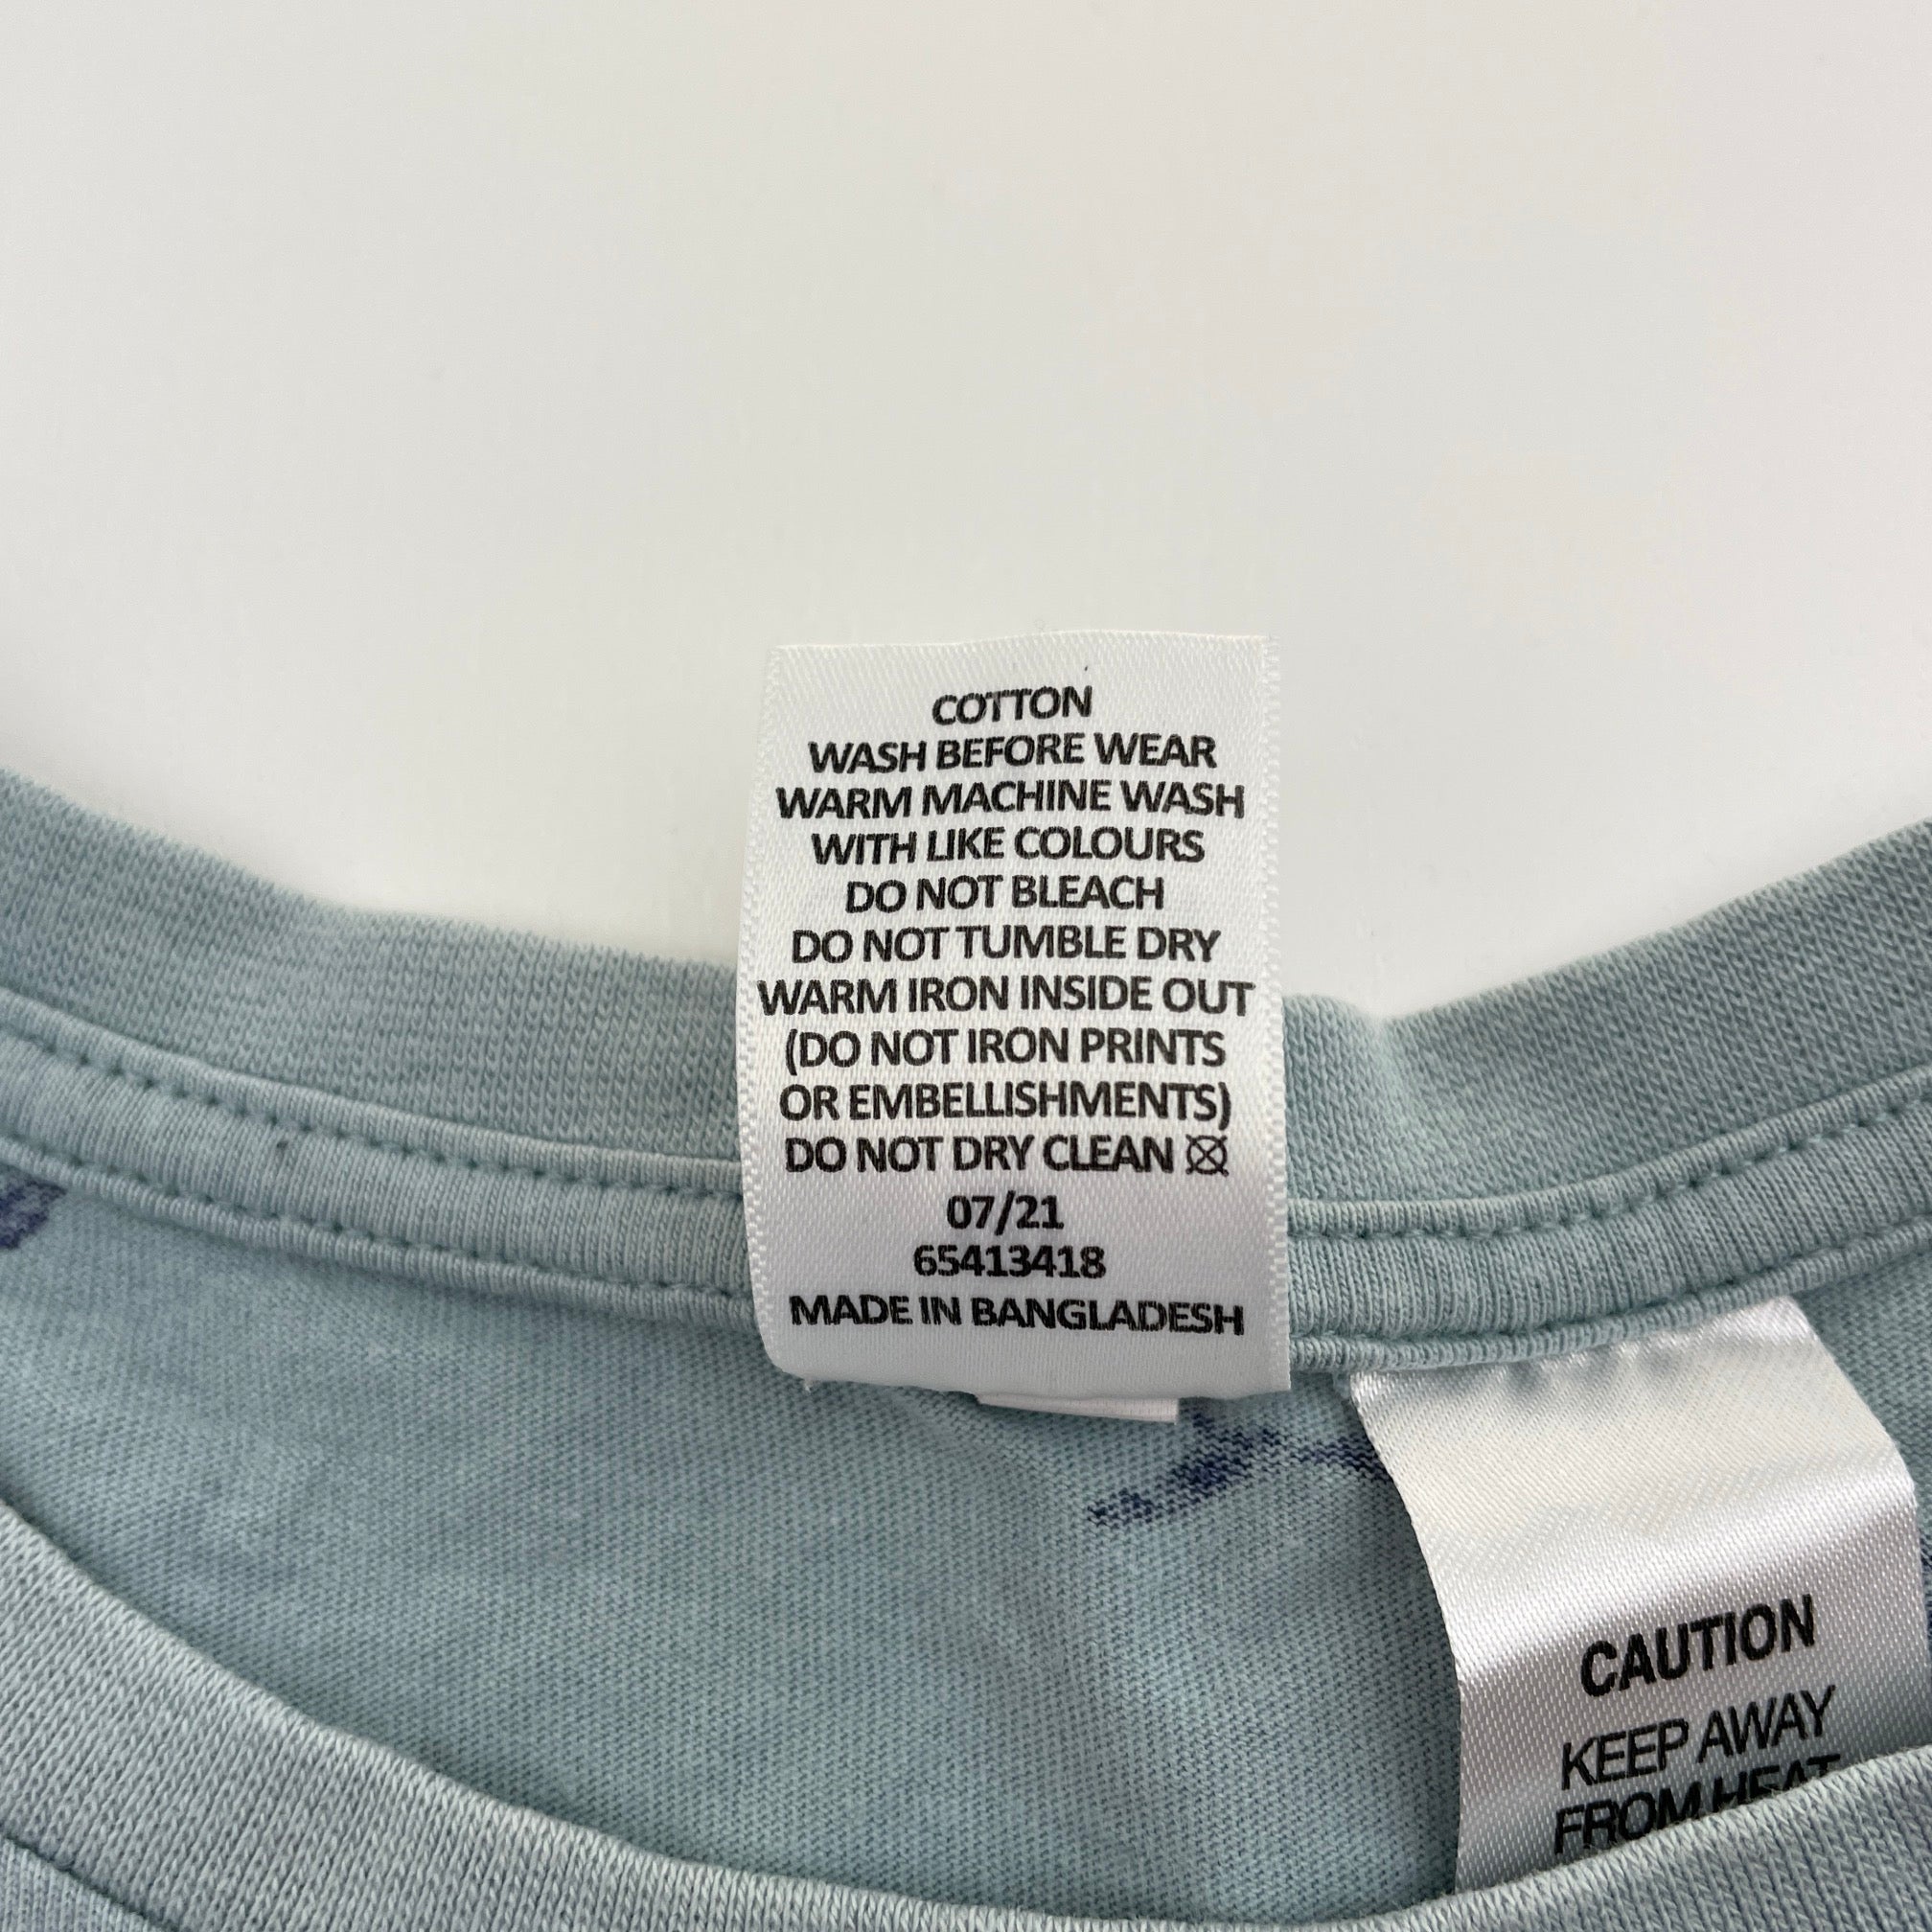 COTTON
WASH BEFORE WEAR
WARM MACHINE WASH
WITH LIKE COLOURS
DO NOT BLEACH
DO NOT TUMBLE DRY
WARM IRON INSIDE OUT
(DO NOT IRON PRINTS
OR EMBELLISHMENTS)
DO NOT DRY CLEAN
07/21
65413418
MADE IN BANGLADESH
CAUTION
KEEP AWAY
FROM HEAT